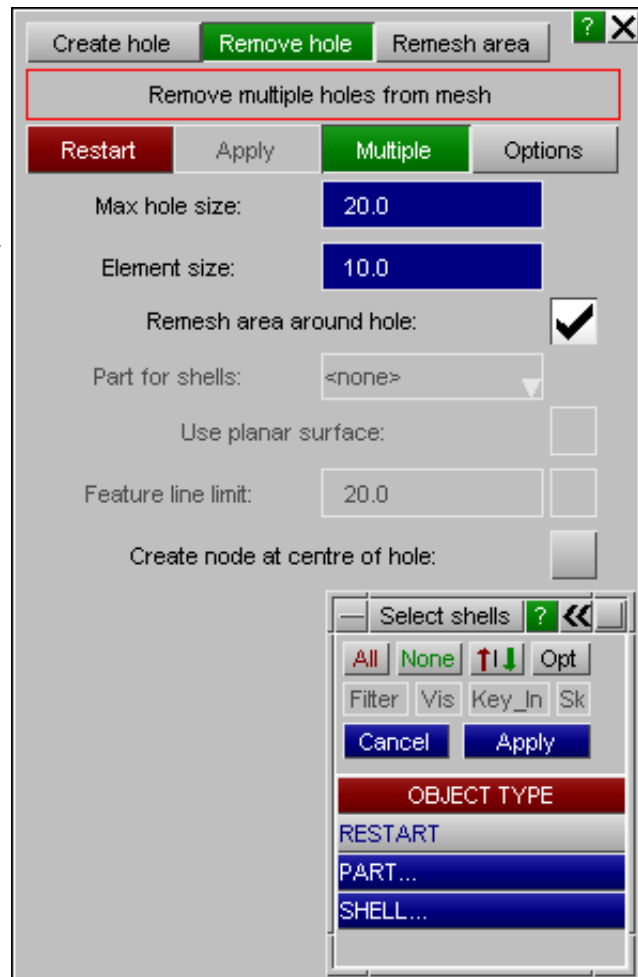 ?
Create hole Remove hole Remesh area
Remove multiple holes from mesh
Restart Apply Multiple Options
Max hole size: 20.0
Element size: 10.0
Remesh area around hole:
Part for shells: <none>
Use planar surface:
Feature line limit: 20.0
Create node at centre of hole:
Select shells ?
All None Opt
Filter Vis Key_In Sk
Cancel Apply
OBJECT TYPE
RESTART
PART...
SHELL...